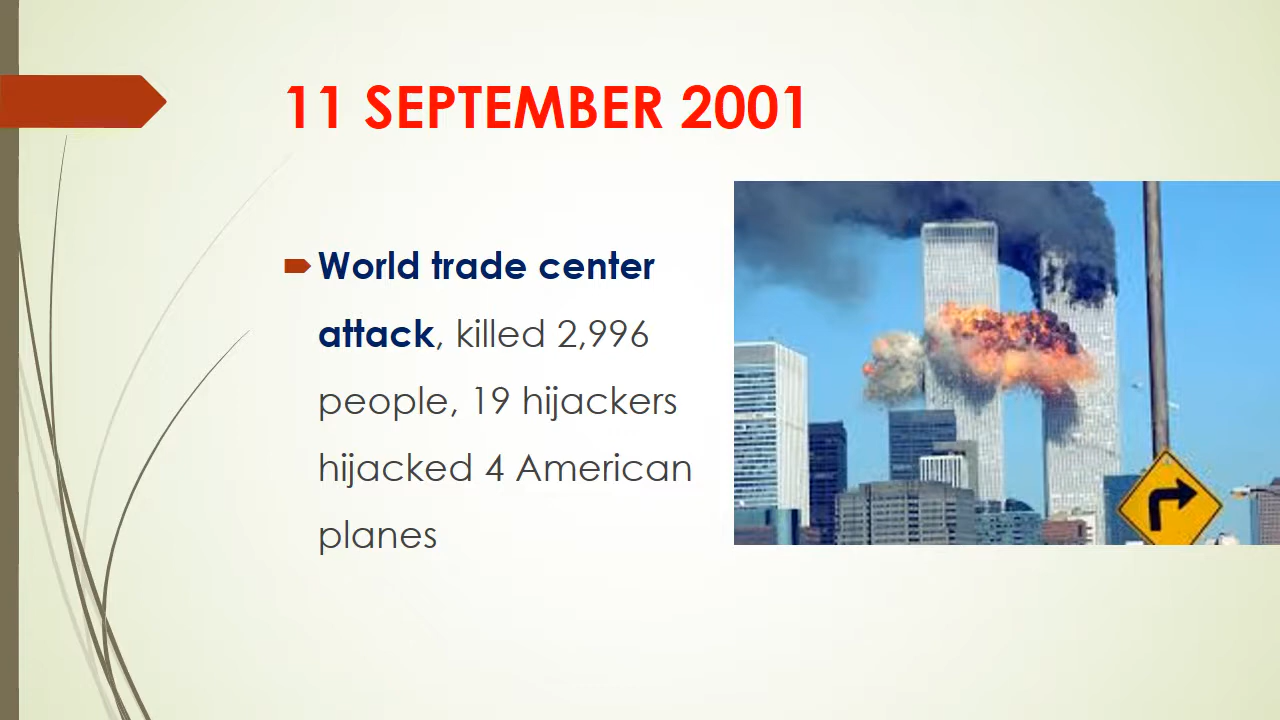 11 SEPTEMBER 2001
World trade center
attack, killed 2,996
people, 19 hijackers
hijacked 4 American
planes